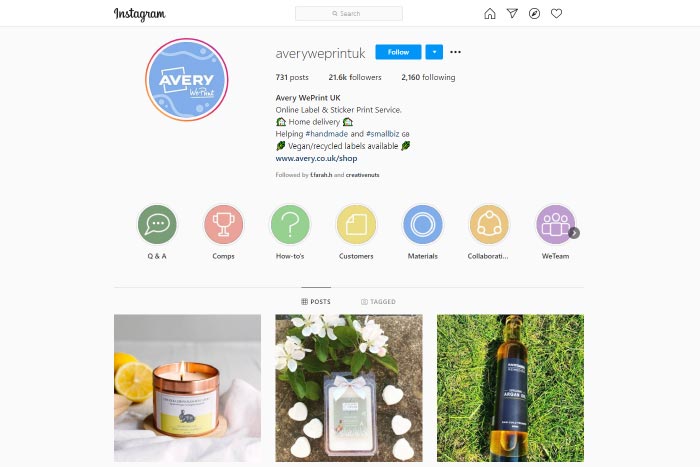 Instagram
Search
AVERY
WePrint
averyweprintuk
Follow
731 posts 21.6k followers 2,160 following
Avery WePrint UK
Online Label & Sticker Print Service.
Home delivery
Helping #handmade and #smallbiz GB
Vegan/recycled labels available
www.avery.co.uk/shop
Followed by f.farah.h and creativenuts
Q & A
Comps
How-to's
Customers
Materials
Collaborati...
WeTeam
POSTS
TAGGED
ARGAN OIL